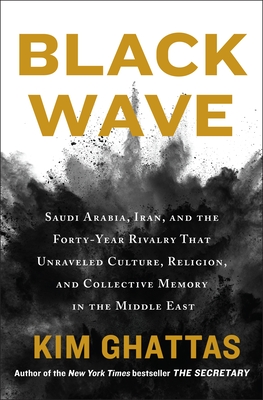 BLACK
WAVE
Saudi Arabia, Iran, and the
Forty-Year Rivalry That
Unraveled Culture, Religion,
and Collective Memory
in the Middle East
KIM GHATTAS
Author of the New York Times bestseller THE SECRETARY